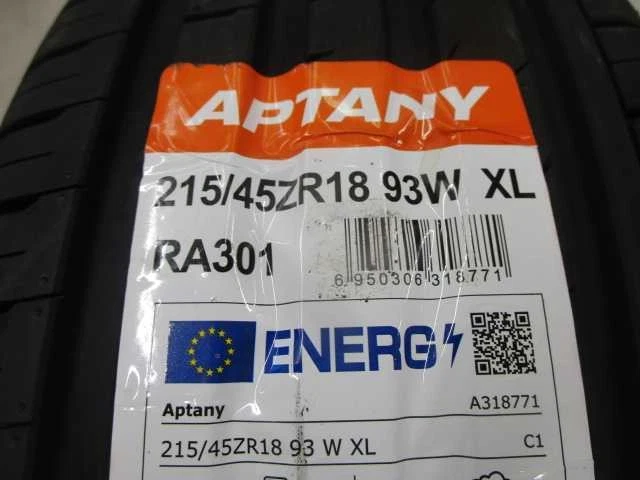 APTANY
215/45ZR18 93W XL
RA301
6 950306 318771
ENERG
Aptany A318771
215/45ZR18 93 W XL C1